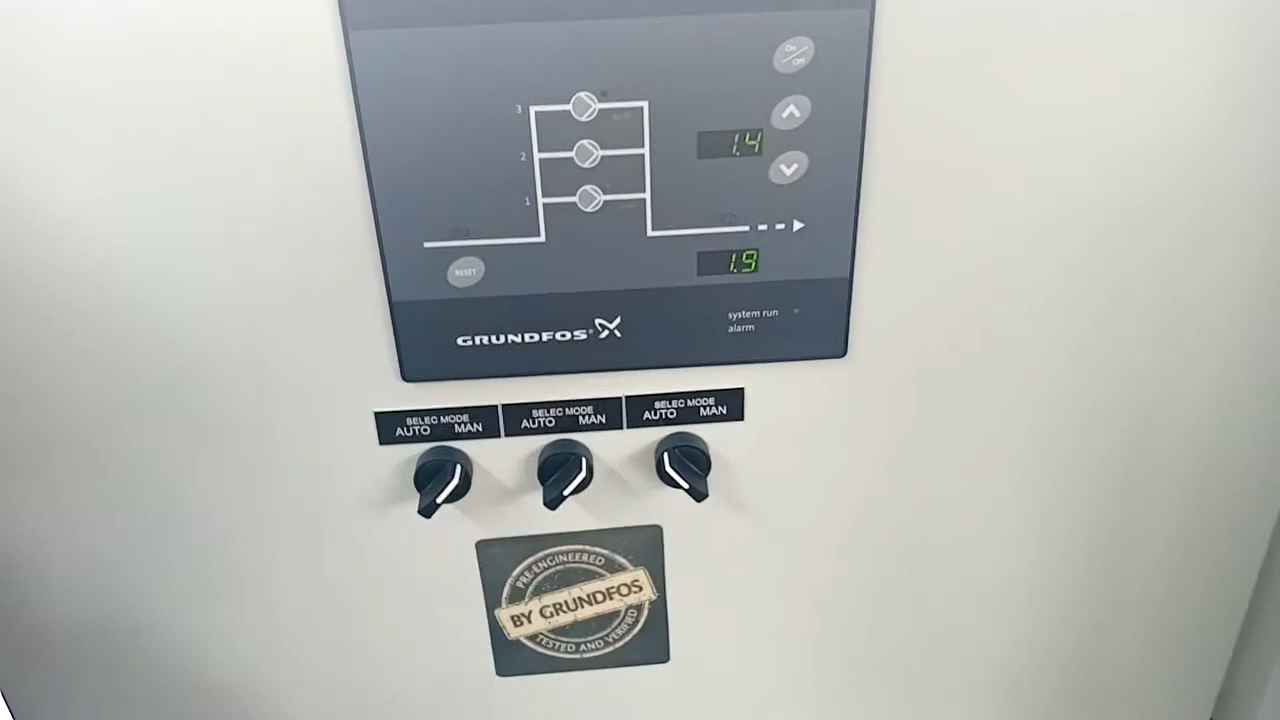 On
Off
3
1.4
2
1
1.9
RESET
GRUNDFOS
system run
alarm
SELEC MODE
AUTO MAN
SELEC MODE
AUTO MAN
SELEC MODE
AUTO MAN
PRE-ENGINEERED
BY GRUNDFOS
TESTED AND VERIFIED